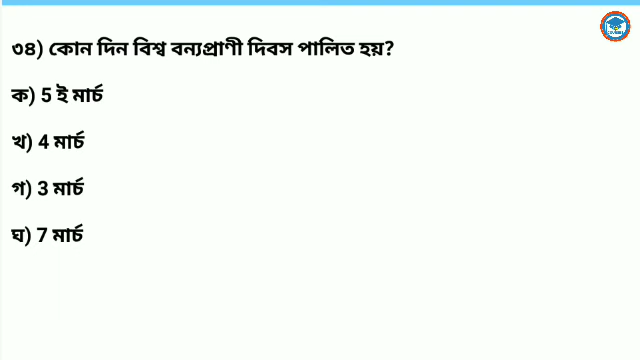 ৩৪) কোন দিন বিশ্ব বন্যপ্রাণী দিবস পালিত হয়?
ক) 5 ই মার্চ
খ) 4 মার্চ
গ) 3 মার্চ
ঘ) 7 মার্চ